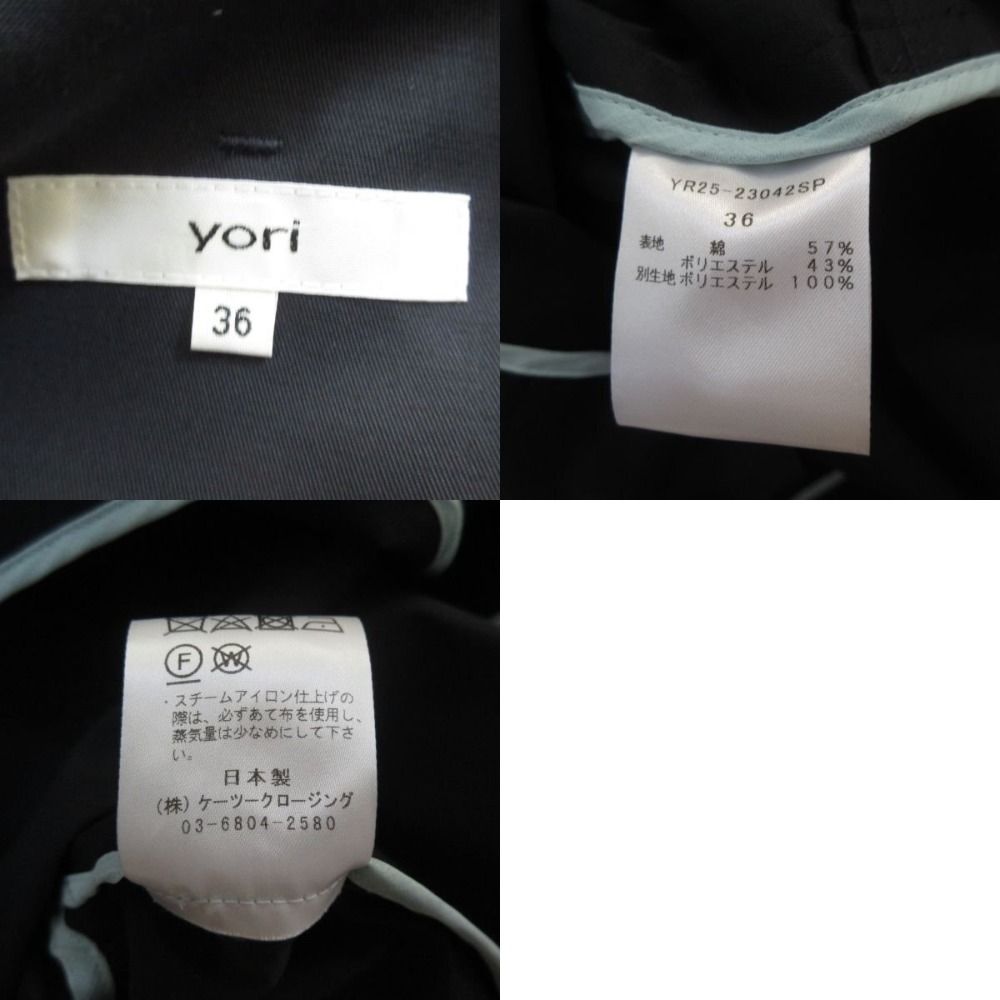 yori
36
YR25-23042SP
36
表地 綿 57%
ポリエステル 43%
別生地 ポリエステル 100%
F W
・スチームアイロン仕上げの
際は、必ずあて布を使用し、
蒸気量は少なめにして下さ
い。
日本製
(株) ケーツークロージング
03-6804-2580